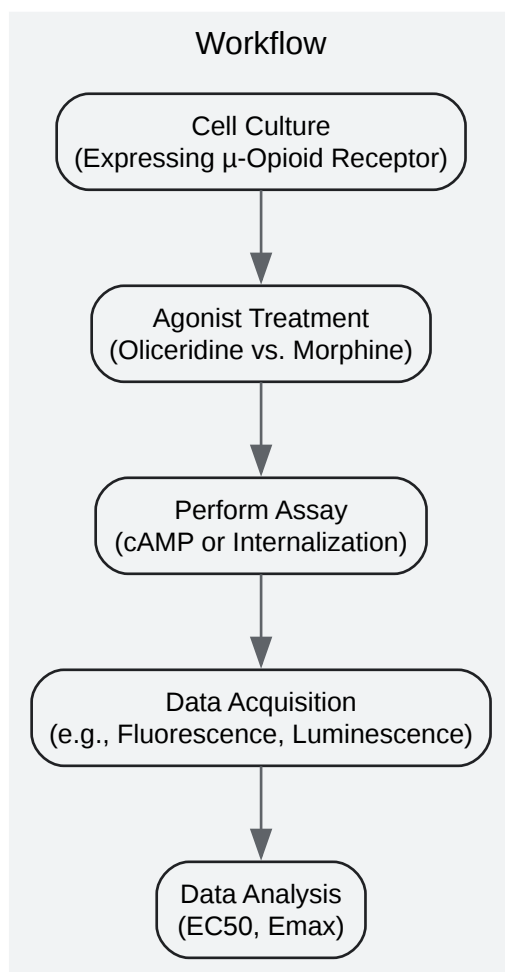 Workflow
Cell Culture
(Expressing µ-Opioid Receptor)
Agonist Treatment
(Oliceridine vs. Morphine)
Perform Assay
(cAMP or Internalization)
Data Acquisition
(e.g., Fluorescence, Luminescence)
Data Analysis
(EC50, Emax)